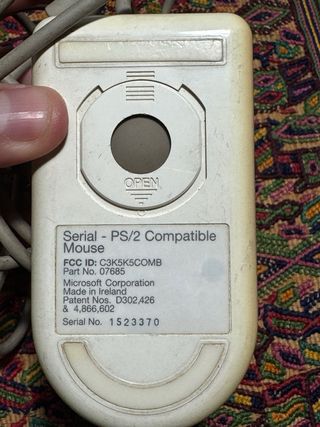 OPEN
Serial - PS/2 Compatible
Mouse
FCC ID: C3K5K5COMB
Part No. 07685
Microsoft Corporation
Made in Ireland
Patent Nos. D302,426
& 4,866,602
Serial No. 1523370